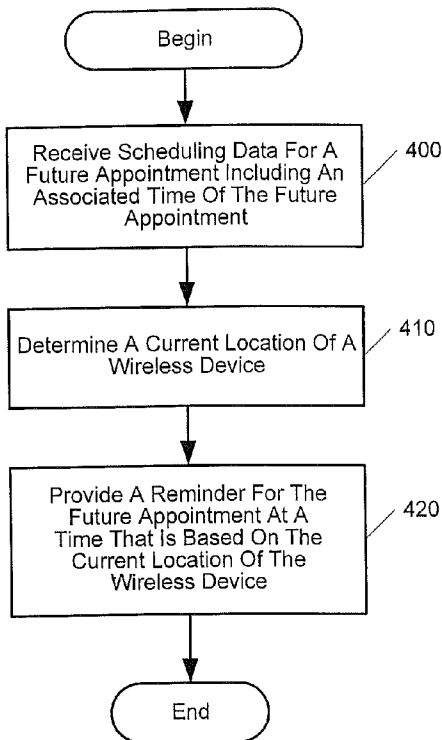 Begin
Receive Scheduling Data For A
Future Appointment Including An
Associated Time Of The Future
Appointment
400
Determine A Current Location Of A
Wireless Device
410
Provide A Reminder For The
Future Appointment At A
Time That Is Based On The
Current Location Of The
Wireless Device
420
End